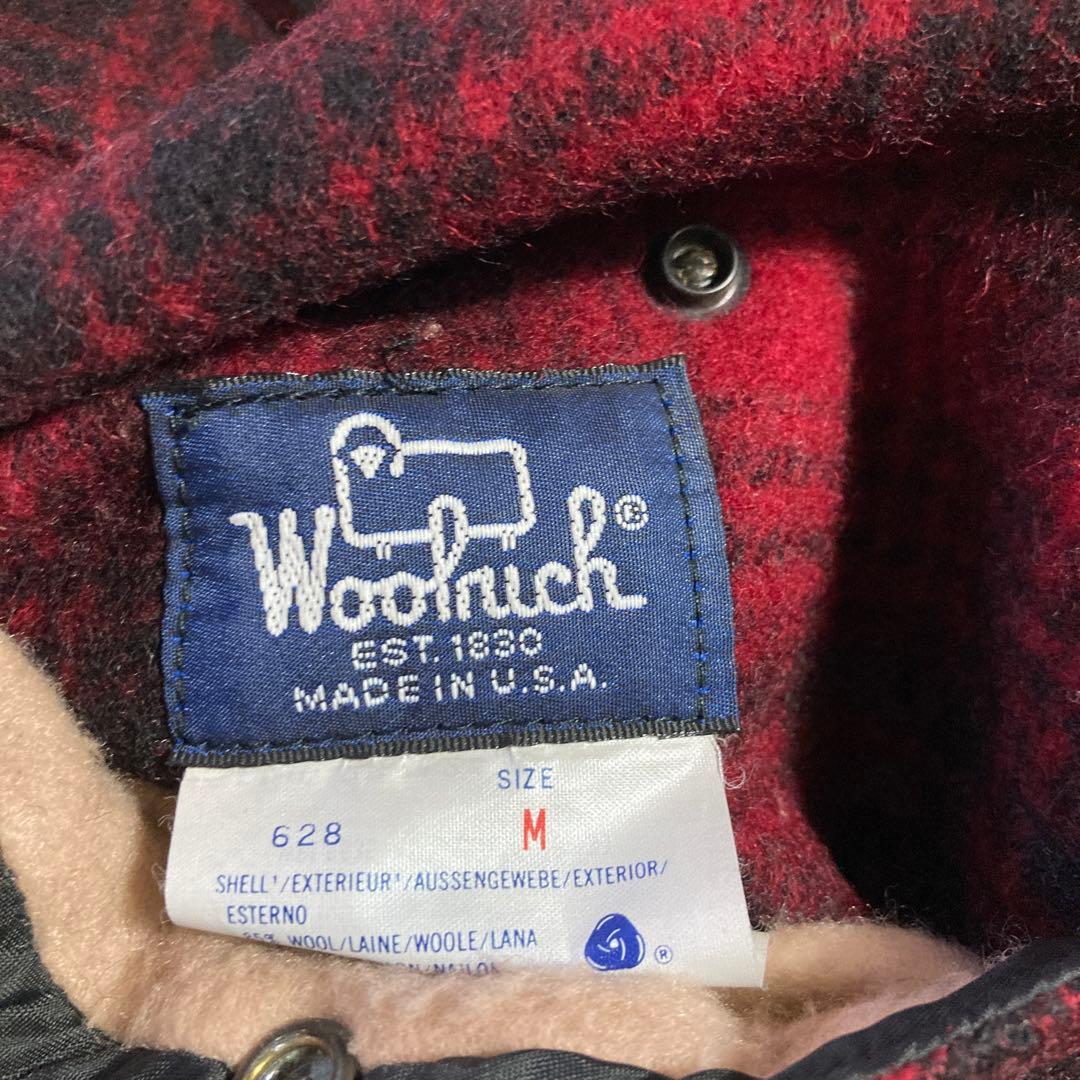 Woolrich®
EST. 1830
MADE IN U.S.A.
SIZE
628 M
SHELL¹/EXTERIEUR¹/AUSSENGEWEBE/EXTERIOR/
ESTERNO
WOOL/LAINE/WOOLE/LANA
®